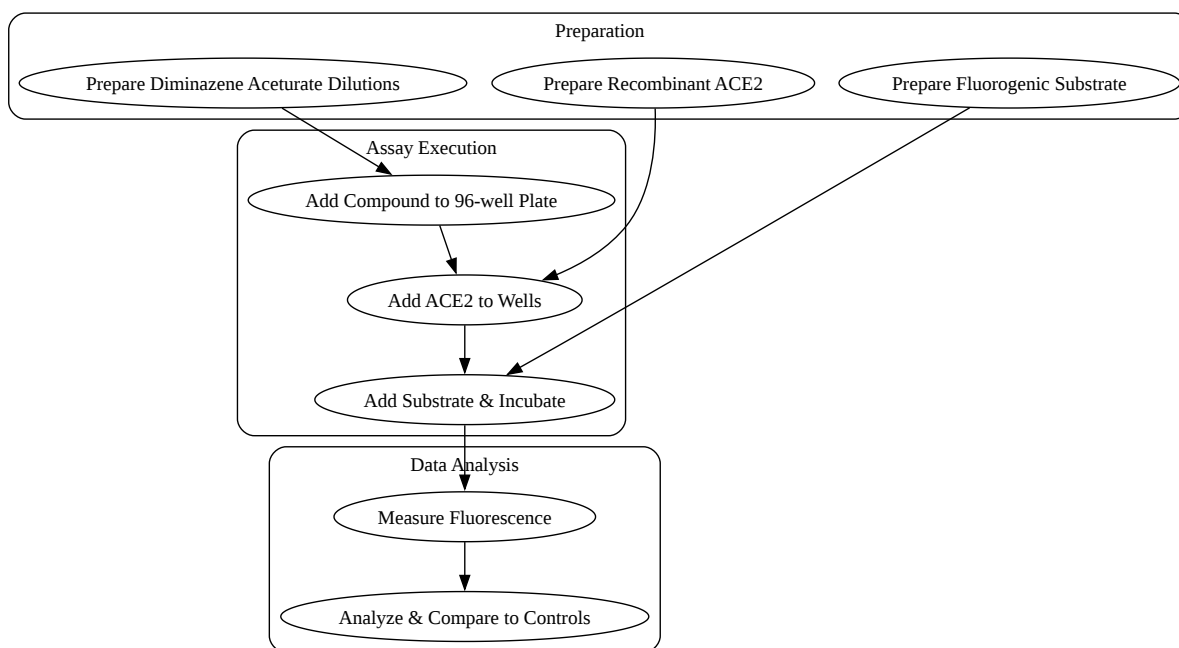 Preparation
Prepare Diminazene Aceturate Dilutions
Prepare Recombinant ACE2
Prepare Fluorogenic Substrate
Assay Execution
Add Compound to 96-well Plate
Add ACE2 to Wells
Add Substrate & Incubate
Data Analysis
Measure Fluorescence
Analyze & Compare to Controls